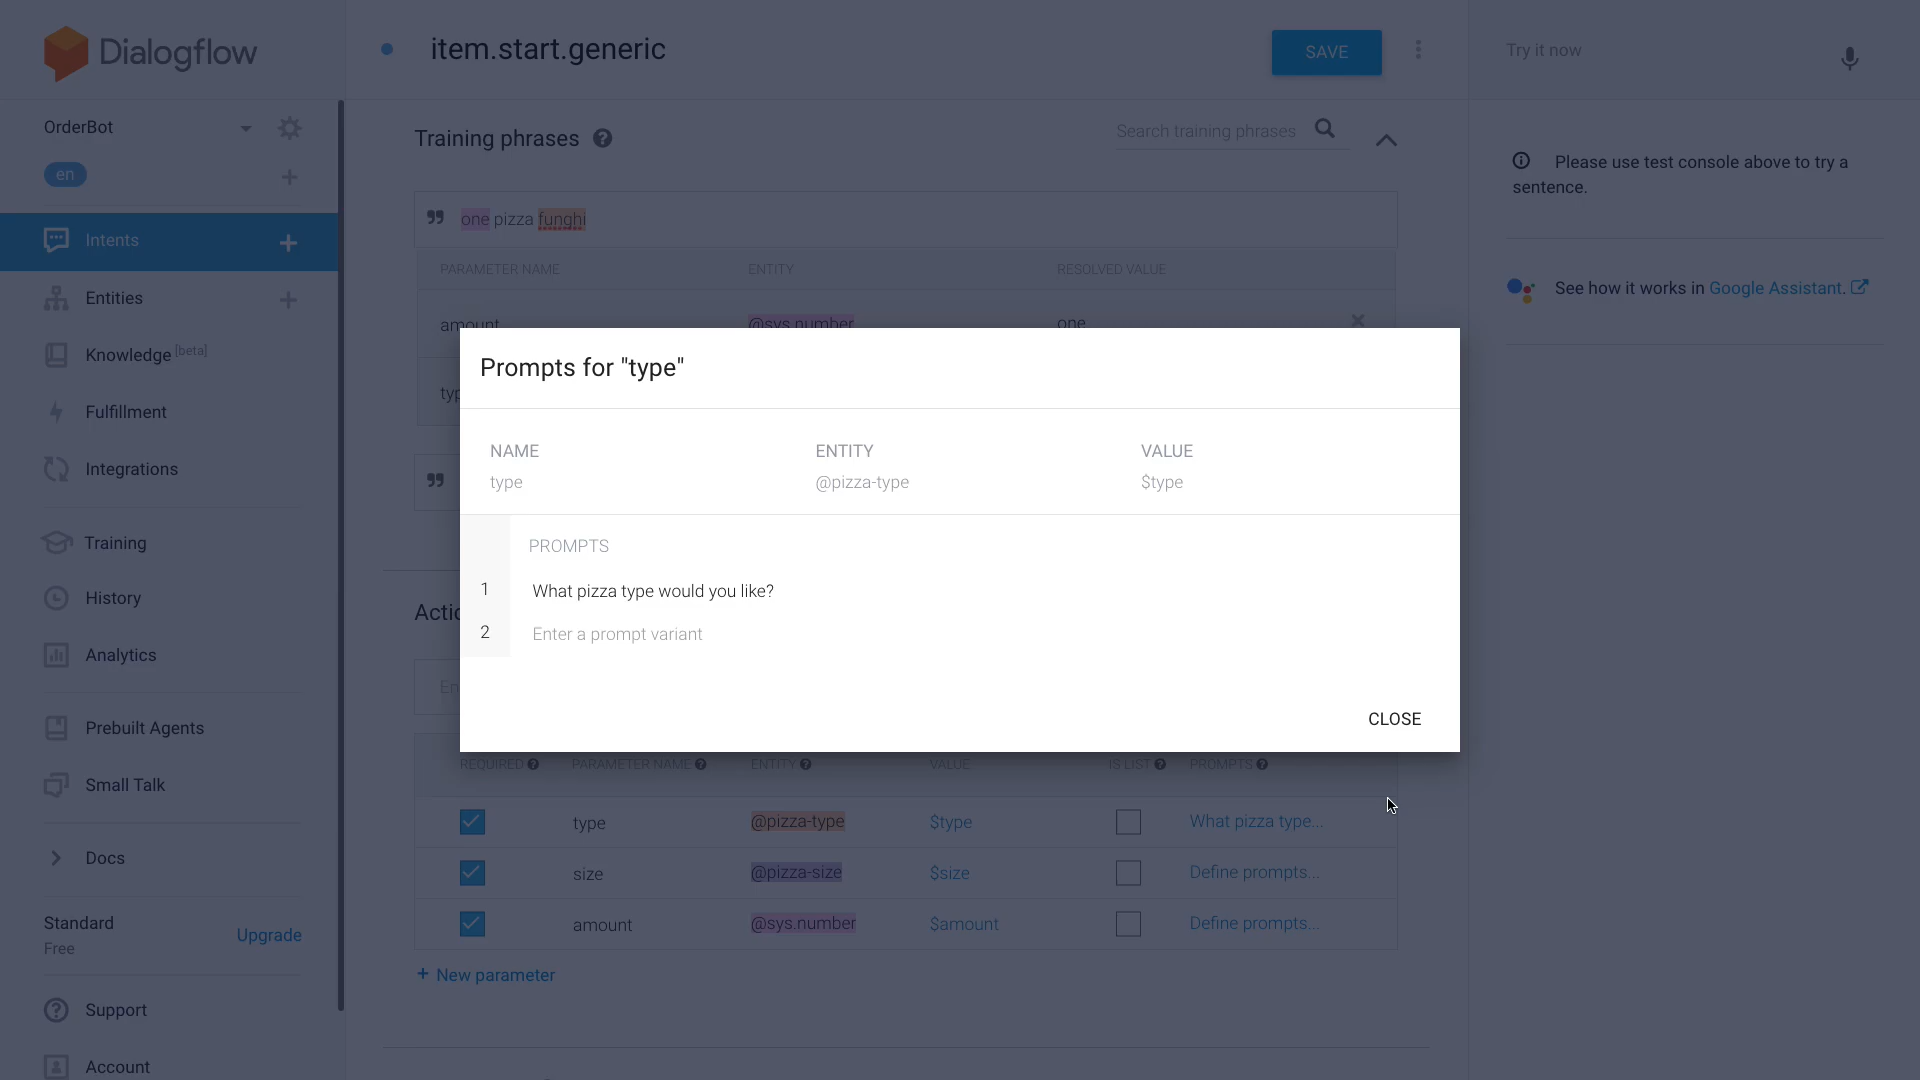 Dialogflow
item.start.generic
SAVE
Try it now
OrderBot
en
Intents
Entities
Knowledge [beta]
Fulfillment
Integrations
Training
History
Analytics
Prebuilt Agents
Small Talk
Docs
Standard
Free
Upgrade
Support
Account
Training phrases
Search training phrases
one pizza funghi
PARAMETER NAME ENTITY RESOLVED VALUE
amount @sys.number one
Prompts for "type"
NAME ENTITY VALUE
type @pizza-type $type
PROMPTS
1 What pizza type would you like?
2 Enter a prompt variant
CLOSE
REQUIRED PARAMETER NAME ENTITY VALUE IS LIST PROMPTS
type @pizza-type $type What pizza type...
size @pizza-size $size Define prompts...
amount @sys.number $amount Define prompts...
+ New parameter
Please use test console above to try a
sentence.
See how it works in Google Assistant.